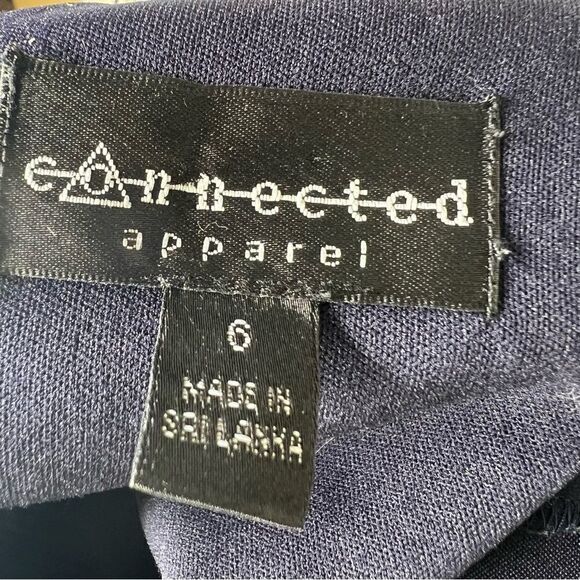 connected
apparel
6
MADE IN
SRI LANKA